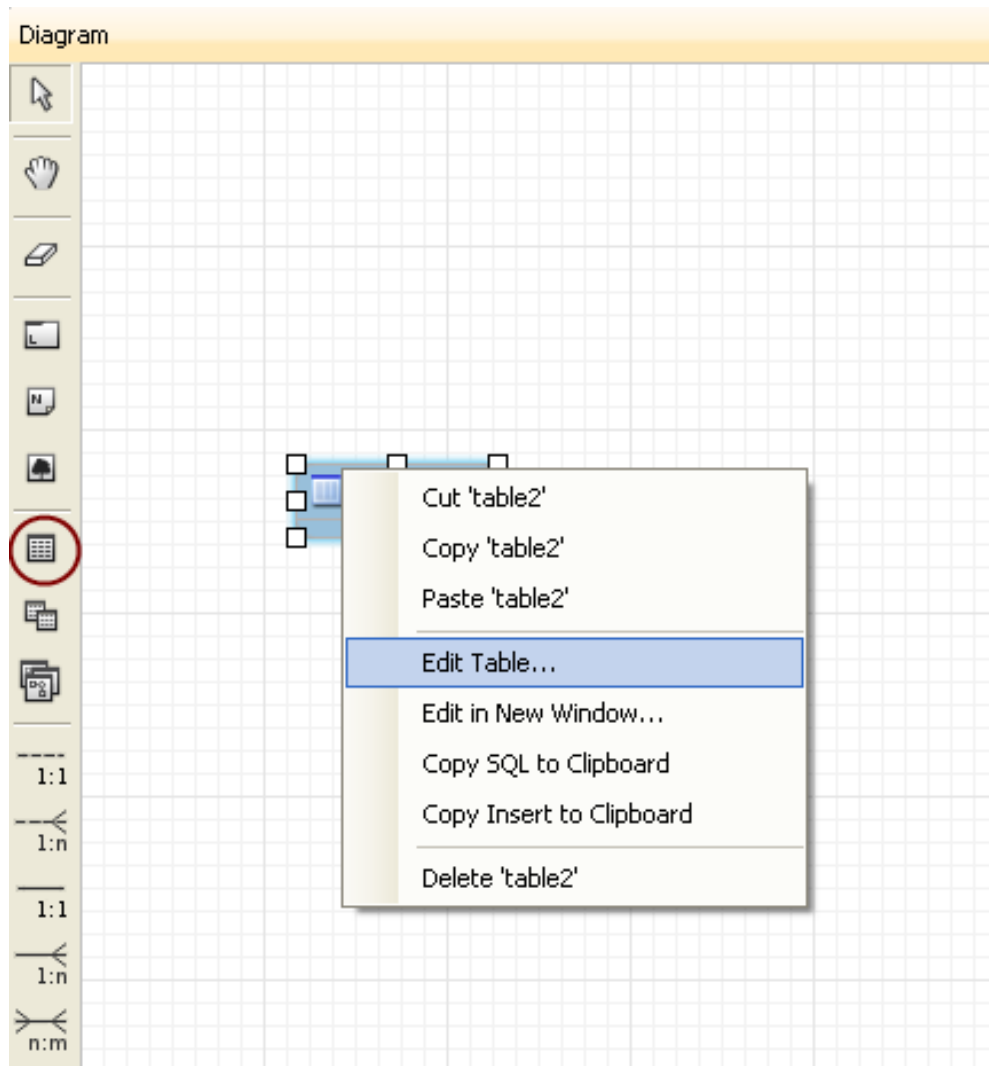 Diagram
L
N
Cut 'table2'
Copy 'table2'
Paste 'table2'
Edit Table...
Edit in New Window...
Copy SQL to Clipboard
Copy Insert to Clipboard
Delete 'table2'
1:1
1:n
1:1
1:n
n:m